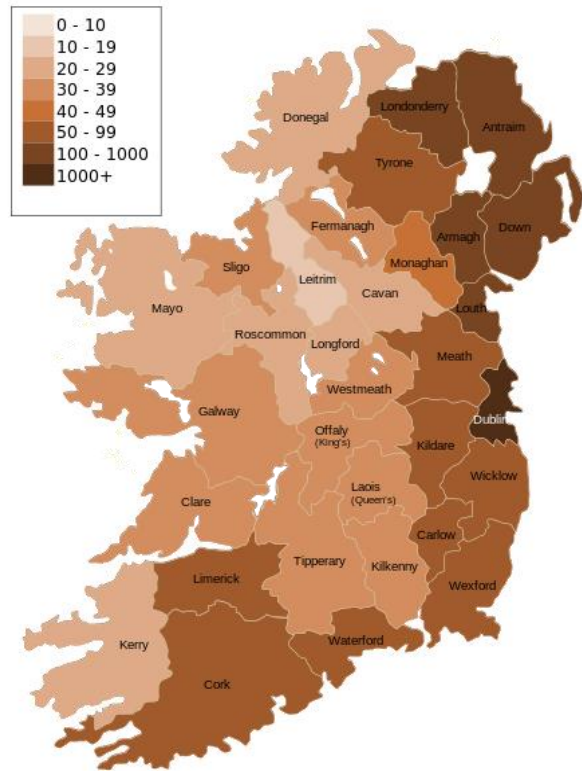 0 - 10
10 - 19
20 - 29
30 - 39
40 - 49
50 - 99
100 - 1000
1000+
Donegal
Londonderry
Antraim
Tyrone
Fermanagh
Armagh
Down
Monaghan
Sligo
Leitrim
Cavan
Louth
Mayo
Roscommon
Longford
Meath
Westmeath
Galway
Dublin
Offaly
(King's)
Kildare
Laois
(Queen's)
Wicklow
Clare
Carlow
Tipperary
Kilkenny
Limerick
Wexford
Waterford
Kerry
Cork